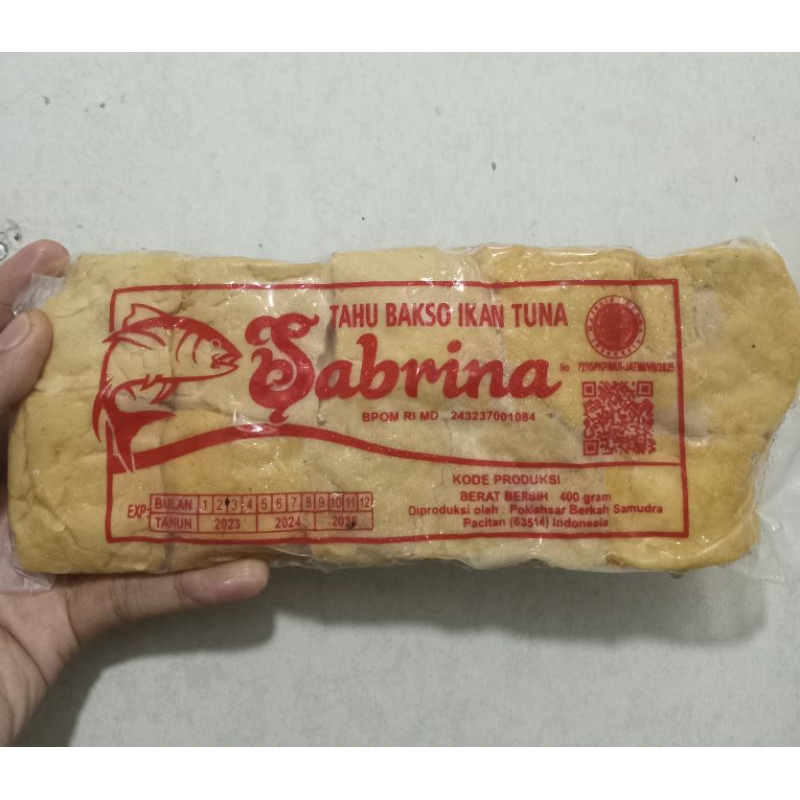 TAHU BAKSO IKAN TUNA
Sabrina
BPOM RI MD 243237001084
KODE PRODUKSI
BERAT BERSIH 400 gram
Diproduksi oleh : Poklahsar Berkah Samudra
Pacitan (63514) Indonesia
EXP:
BULAN 1 2 3 4 5 6 7 8 9 10 11 12
TAHUN 2023 2024 2025